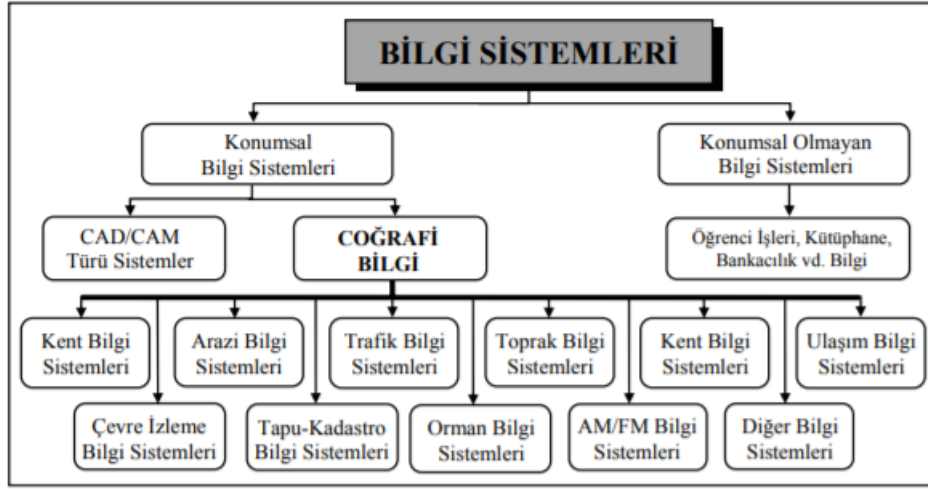 BİLGİ SİSTEMLERİ
Konumsal
Bilgi Sistemleri
Konumsal Olmayan
Bilgi Sistemleri
CAD/CAM
Türü Sistemler
COĞRAFİ
BİLGİ
Öğrenci İşleri, Kütüphane,
Bankacılık vd. Bilgi
Kent Bilgi
Sistemleri
Arazi Bilgi
Sistemleri
Trafik Bilgi
Sistemleri
Toprak Bilgi
Sistemleri
Kent Bilgi
Sistemleri
Ulaşım Bilgi
Sistemleri
Çevre İzleme
Bilgi Sistemleri
Tapu-Kadastro
Bilgi Sistemleri
Orman Bilgi
Sistemleri
AM/FM Bilgi
Sistemleri
Diğer Bilgi
Sistemleri